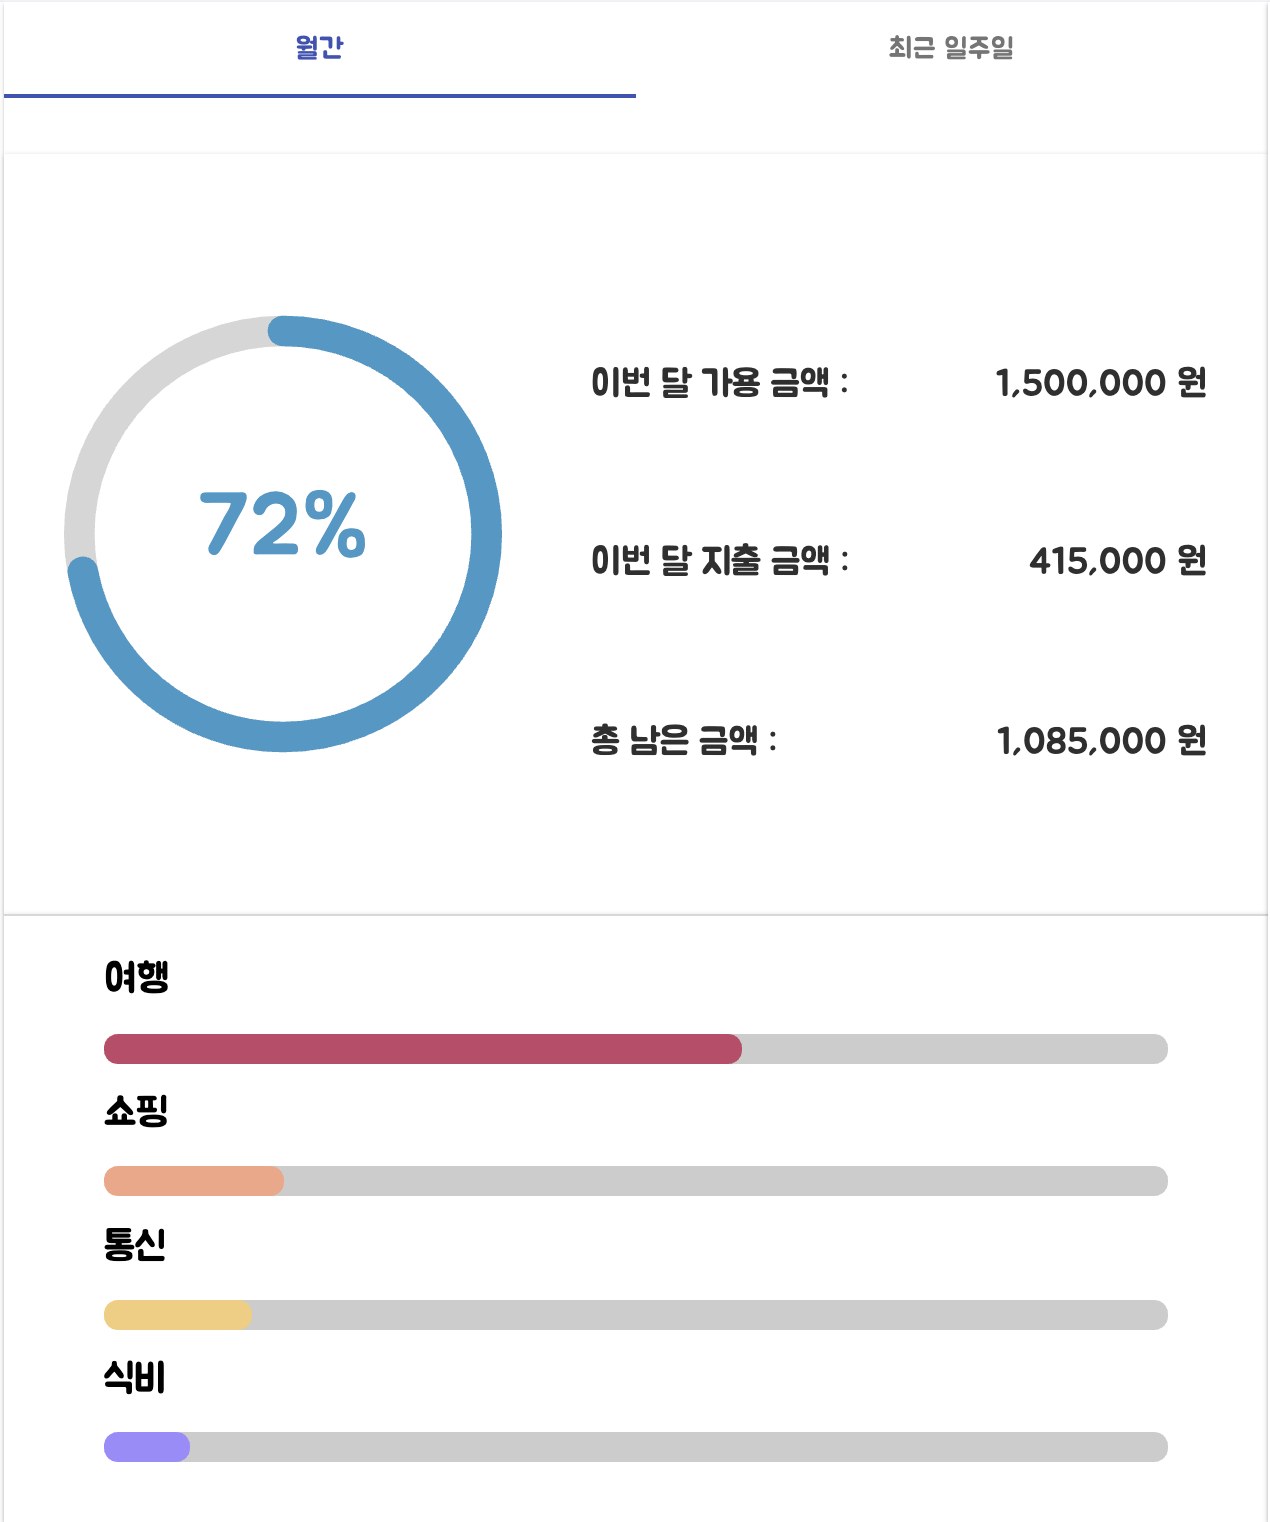 월간 최근 일주일
72%
이번 달 가용 금액 : 1,500,000 원
이번 달 지출 금액 : 415,000 원
총 남은 금액 : 1,085,000 원
여행
쇼핑
통신
식비